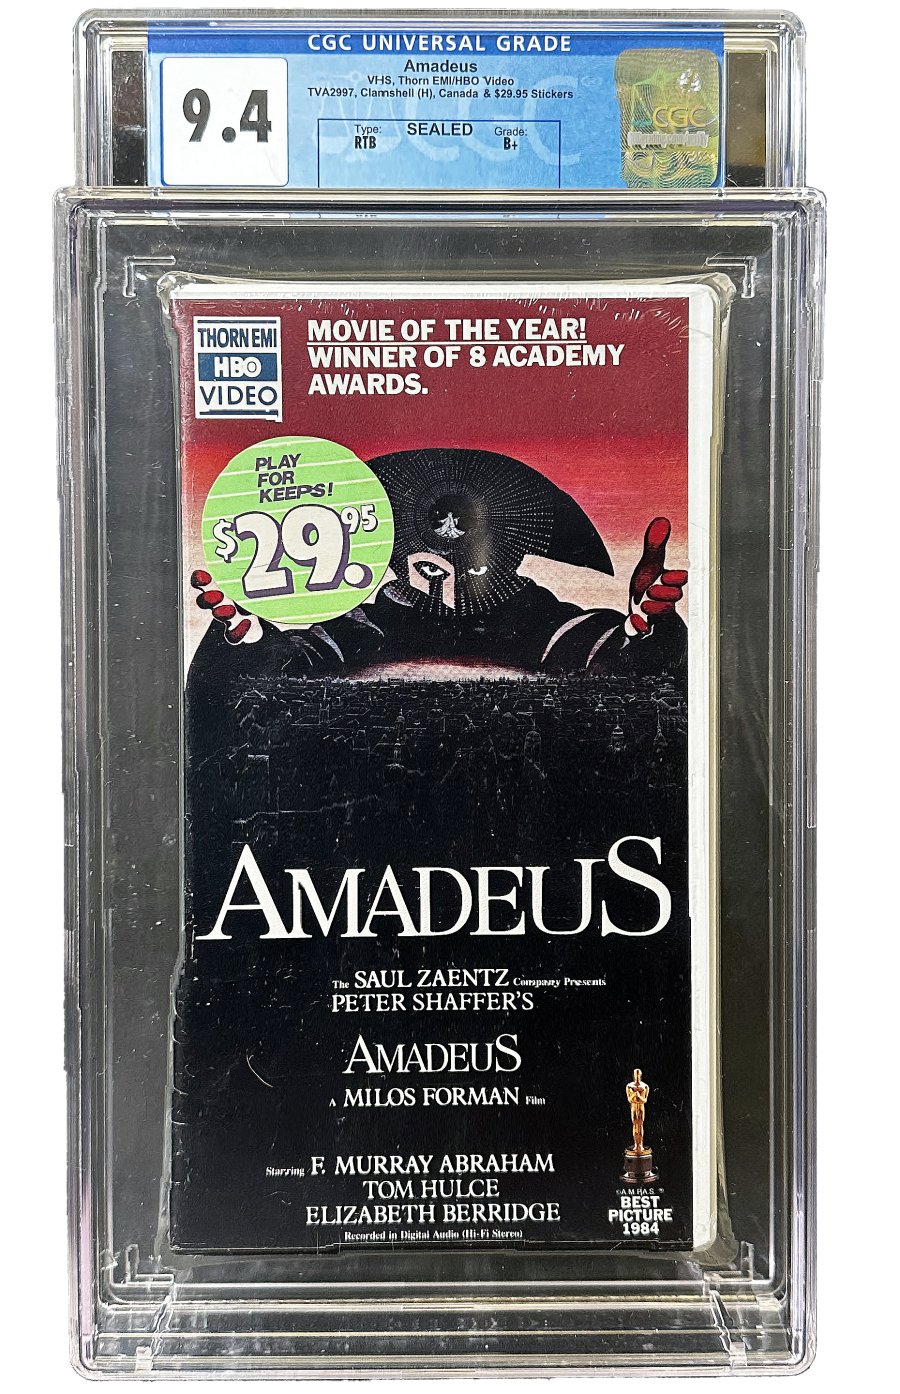 CGC UNIVERSAL GRADE
Amadeus
VHS, Thorn EMI/HBO Video
TVA2997, Clamshell (H), Canada & $29.95 Stickers
9.4
Type: SEALED Grade:
RTB B+
CGC
THORN EMI
HBO
VIDEO
MOVIE OF THE YEAR!
WINNER OF 8 ACADEMY
AWARDS.
PLAY
FOR
KEEPS!
$29.95
AMADEUS
The SAUL ZAENTZ Company Presents
PETER SHAFFER'S
AMADEUS
A MILOS FORMAN Film
Starring F. MURRAY ABRAHAM
TOM HULCE
ELIZABETH BERRIDGE
Recorded in Digital Audio (Hi-Fi Stereo)
©A.M.P.A.S.®
BEST
PICTURE
1984